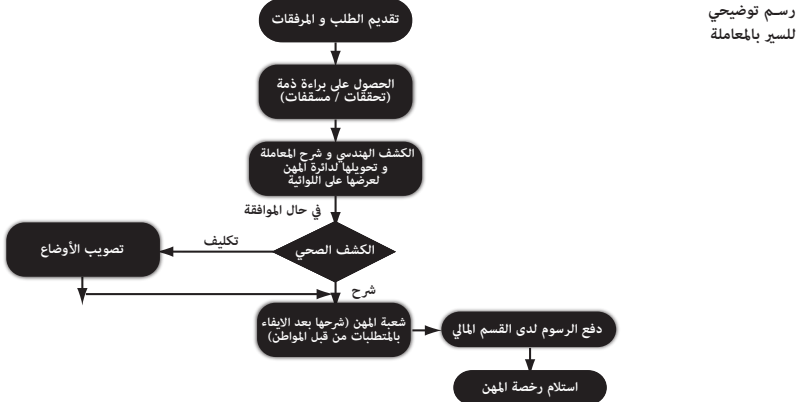 رسم توضيحي
للسير بالمعاملة
تقديم الطلب و المرفقات
الحصول على براءة ذمة
(تحققات / مسقفات)
الكشف الهندسي و شرح المعاملة
و تحويلها لدائرة المهن
لعرضها على اللوائية
في حال الموافقة
الكشف الصحي
تكليف
تصويب الأوضاع
شرح
شعبة المهن (شرحها بعد الايفاء
بالمتطلبات من قبل المواطن)
دفع الرسوم لدى القسم المالي
استلام رخصة المهن